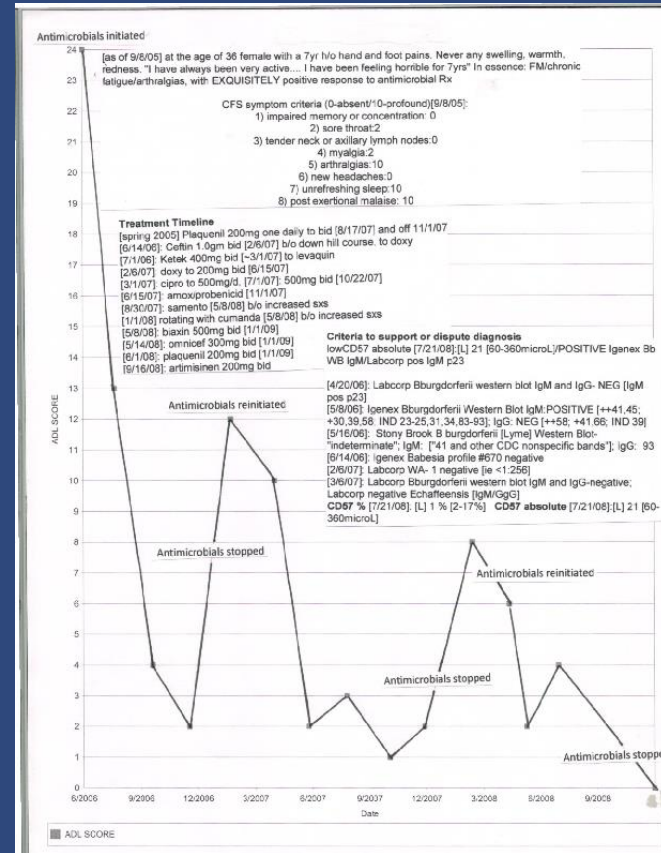 Antimicrobials initiated
[as of 9/8/05] at the age of 36 female with a 7yr h/o hand and foot pains. Never any swelling, warmth,
redness. "I have always been very active.... I have been feeling horrible for 7yrs" In essence: FM/chronic
fatigue/arthralgias, with EXQUISITELY positive response to antimicrobial Rx
CFS symptom criteria (0-absent/10-profound)[9/8/05]:
1) impaired memory or concentration: 0
2) sore throat:2
3) tender neck or axillary lymph nodes:0
4) myalgia:2
5) arthralgias:10
6) new headaches:0
7) unrefreshing sleep:10
8) post exertional malaise: 10
Treatment Timeline
[spring 2005] Plaquenil 200mg one daily to bid [8/17/07] and off 11/1/07
[6/14/06]: Ceftin 1.0gm bid [2/6/07] b/o down hill course. to doxy
[7/1/06]: Ketek 400mg bid [~3/1/07] to levaquin
[2/6/07] doxy to 200mg bid [6/15/07]
[3/1/07]: cipro to 500mg/d, [7/1/07]: 500mg bid [10/22/07]
[6/15/07]: amox/probenicid [11/1/07]
[8/30/07]: samento [5/8/08] b/o increased sxs
[1/1/08] rotating with cumanda [5/8/08] b/o increased sxs
[5/8/08]: biaxin 500mg bid [1/1/09]
[5/14/08]: omnicef 300mg bid [1/1/09]
[6/1/08]: plaquenil 200mg bid [1/1/09]
[9/16/08]: artimisinen 200mg bid
Criteria to support or dispute diagnosis
lowCD57 absolute [7/21/08]:[L] 21 [60-360microL]/POSITIVE Igenex Bb
WB IgM/Labcorp pos IgM p23
[4/20/06]: Labcorp Bburgdorferii western blot IgM and IgG- NEG [IgM
pos p23]
[5/8/06]: Igenex Bburgdorferii Western Blot IgM:POSITIVE [++41,45;
+30,39,58; IND 23-25,31,34,83-93]; IgG: NEG [++58; +41,66; IND 39]
[5/16/06]: Stony Brook B burgdorferii [Lyme] Western Blot-
"indeterminate"; IgM: ["41 and other CDC nonspecific bands"]; IgG: 93
[6/14/06]: Igenex Babesia profile #670 negative
[2/6/07]: Labcorp WA- 1 negative [ie <1:256]
[3/6/07]: Labcorp Bburgdorferii western blot IgM and IgG-negative;
Labcorp negative Echaffeensis [IgM/GgG]
CD57 % [7/21/08]: [L] 1 % [2-17%] CD57 absolute [7/21/08]:[L] 21 [60-
360microL]
Antimicrobials reinitiated
Antimicrobials stopped
Antimicrobials reinitiated
Antimicrobials stopped
Antimicrobials stoppe
ADL SCORE
24
23
22
21
20
19
18
17
16
15
14
13
12
11
10
9
8
7
6
5
4
3
2
1
0
6/2006 9/2006 12/2006 3/2007 6/2007 9/2007 12/2007 3/2008 6/2008 9/2008
Date
ADL SCORE